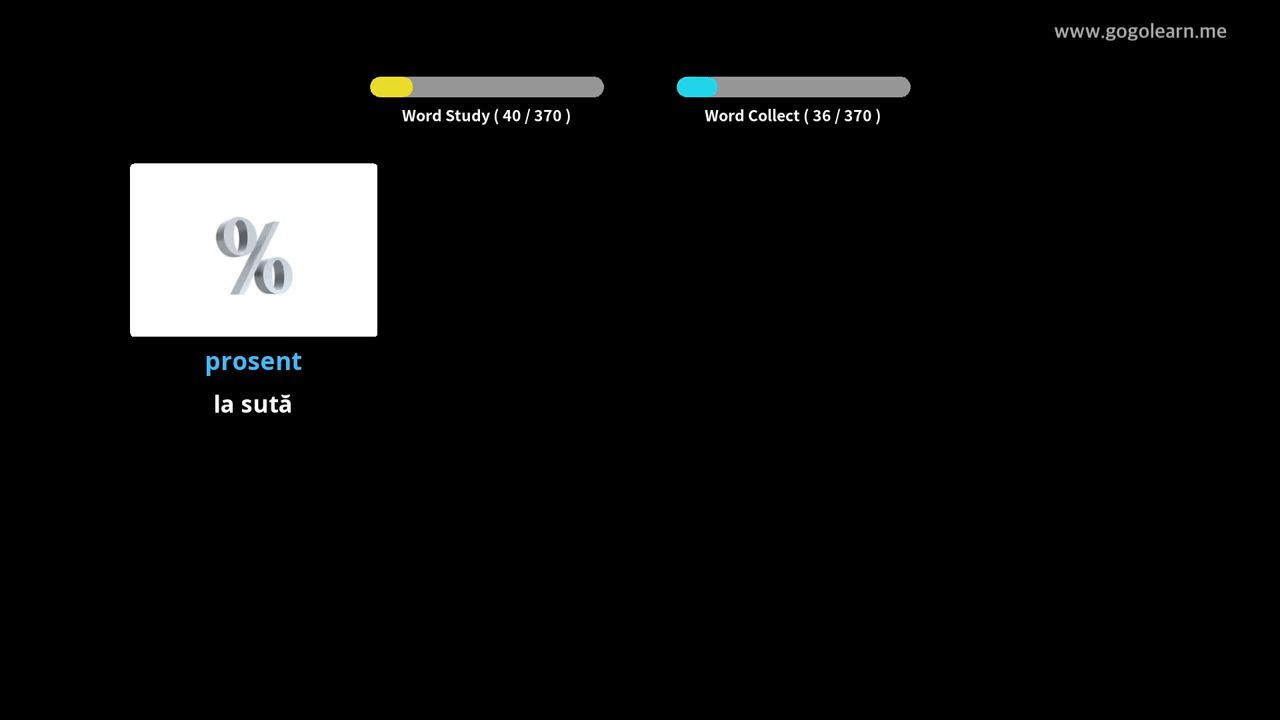 www.gogolearn.me
Word Study ( 40 / 370 )
Word Collect ( 36 / 370 )
%
prosent
la sută